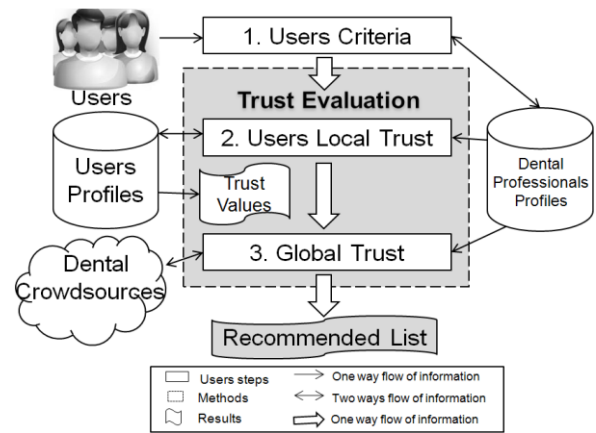 1. Users Criteria
Users
Trust Evaluation
2. Users Local Trust
Users
Profiles
Trust
Values
Dental
Professionals
Profiles
3. Global Trust
Dental
Crowdsources
Recommended List
Users steps
One way flow of information
Methods
Two ways flow of information
Results
One way flow of information